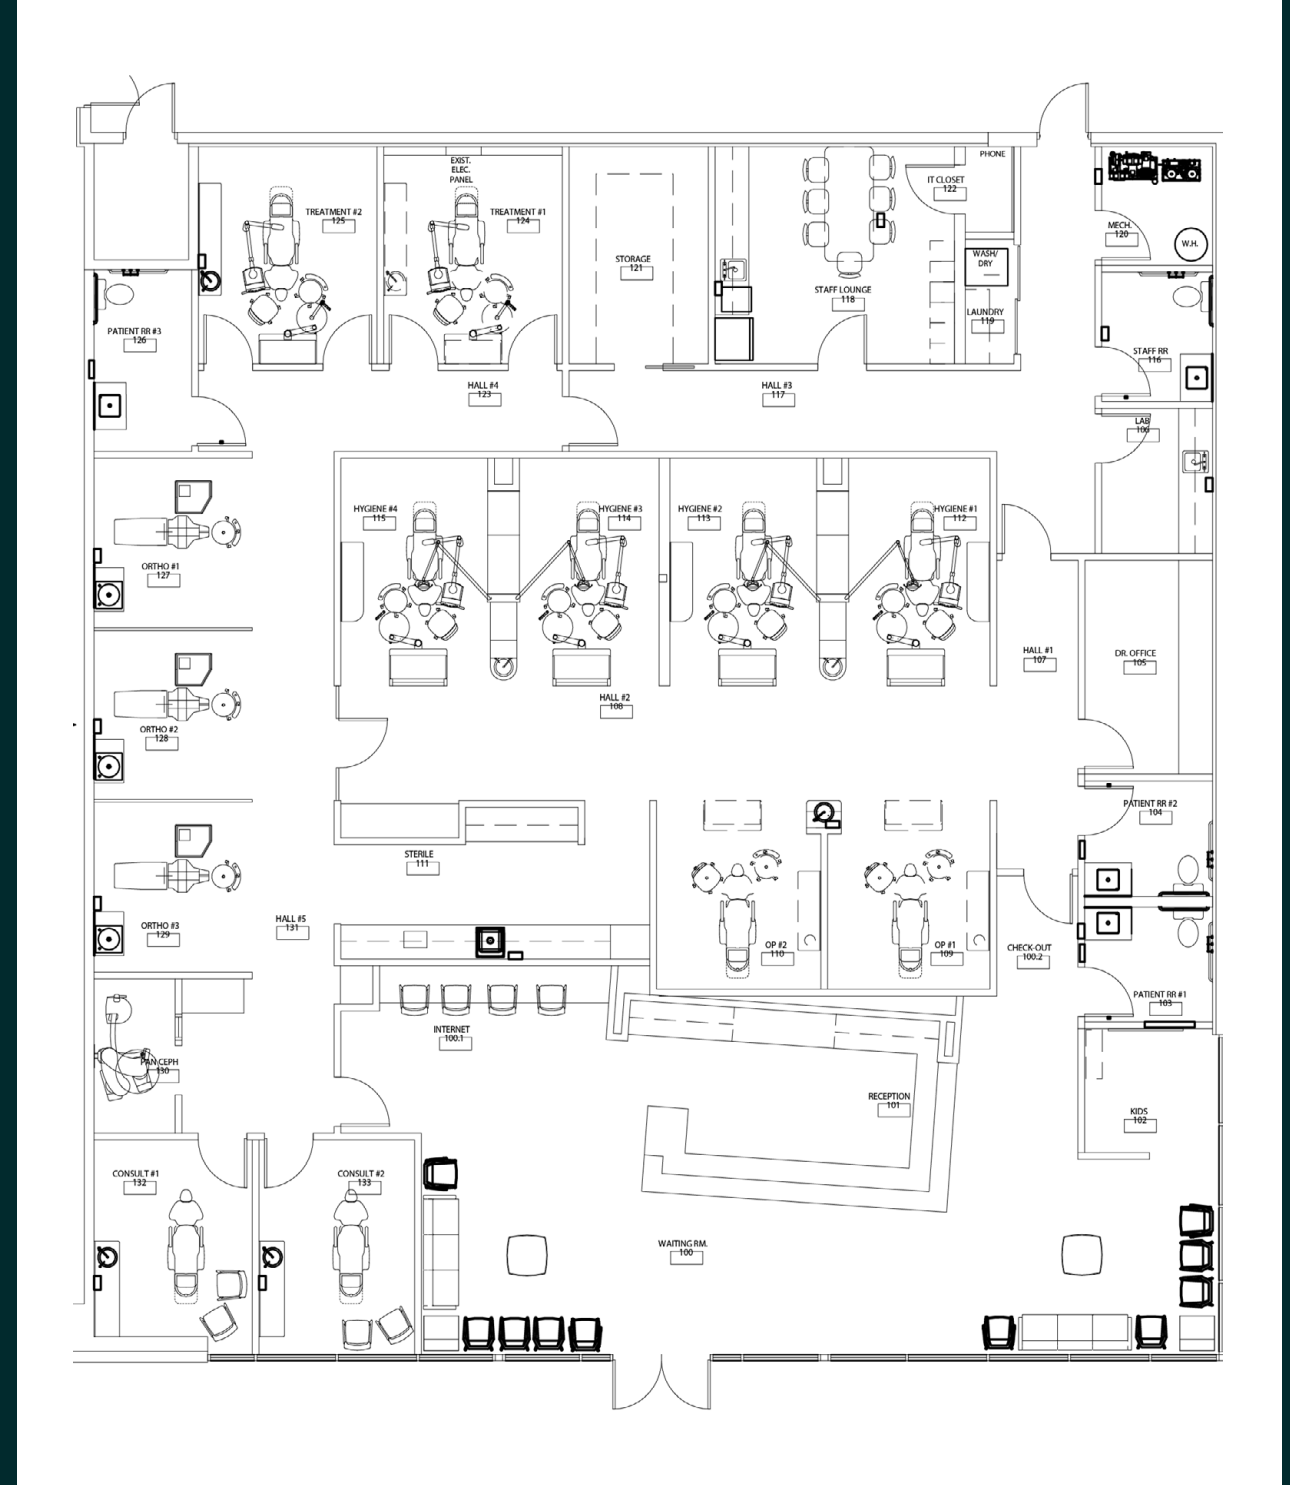 EXIST.
ELEC.
PANEL
PHONE
TREATMENT #2
125
TREATMENT #1
124
IT CLOSET
122
MECH.
120
W.H.
STORAGE
121
WASH/
DRY
STAFF LOUNGE
118
LAUNDRY
119
PATIENT RR #3
126
STAFF RR
116
HALL #4
123
HALL #3
117
LAB
106
HYGIENE #4
115
HYGIENE #3
114
HYGIENE #2
113
HYGIENE #1
112
ORTHO #1
127
HALL #1
107
DR. OFFICE
105
HALL #2
108
ORTHO #2
128
PATIENT RR #2
104
STERILE
111
ORTHO #3
129
HALL #5
131
OP #2
110
OP #1
109
CHECK-OUT
100.2
PATIENT RR #1
103
INTERNET
100.1
PAN CEPH
130
RECEPTION
101
KIDS
102
CONSULT #1
132
CONSULT #2
133
WAITING RM.
100